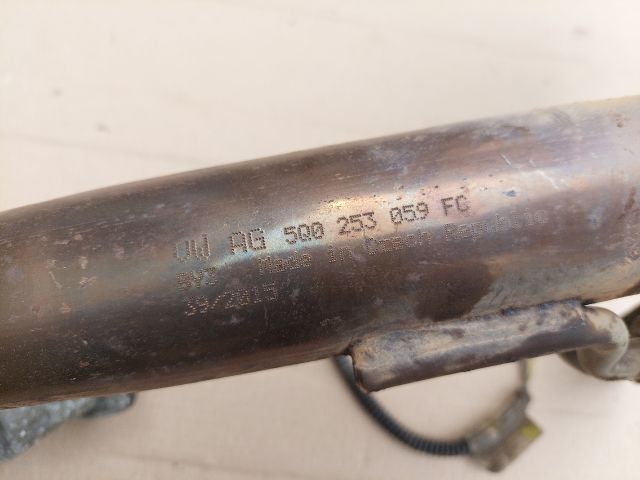 VW AG 5Q0 253 059 FC
Made in Czech Republic
39/2015